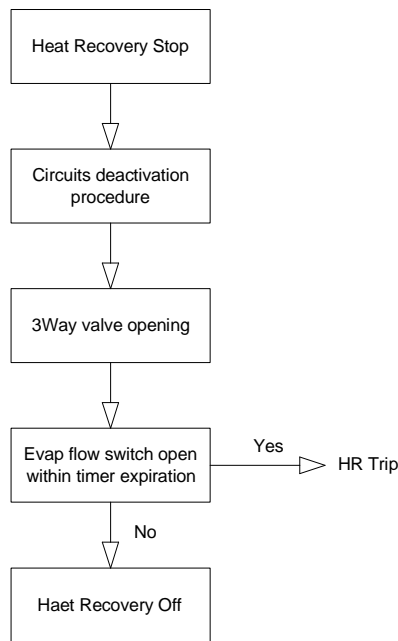 Heat Recovery Stop
Circuits deactivation
procedure
3Way valve opening
Evap flow switch open
within timer expiration
Yes
HR Trip
No
Haet Recovery Off